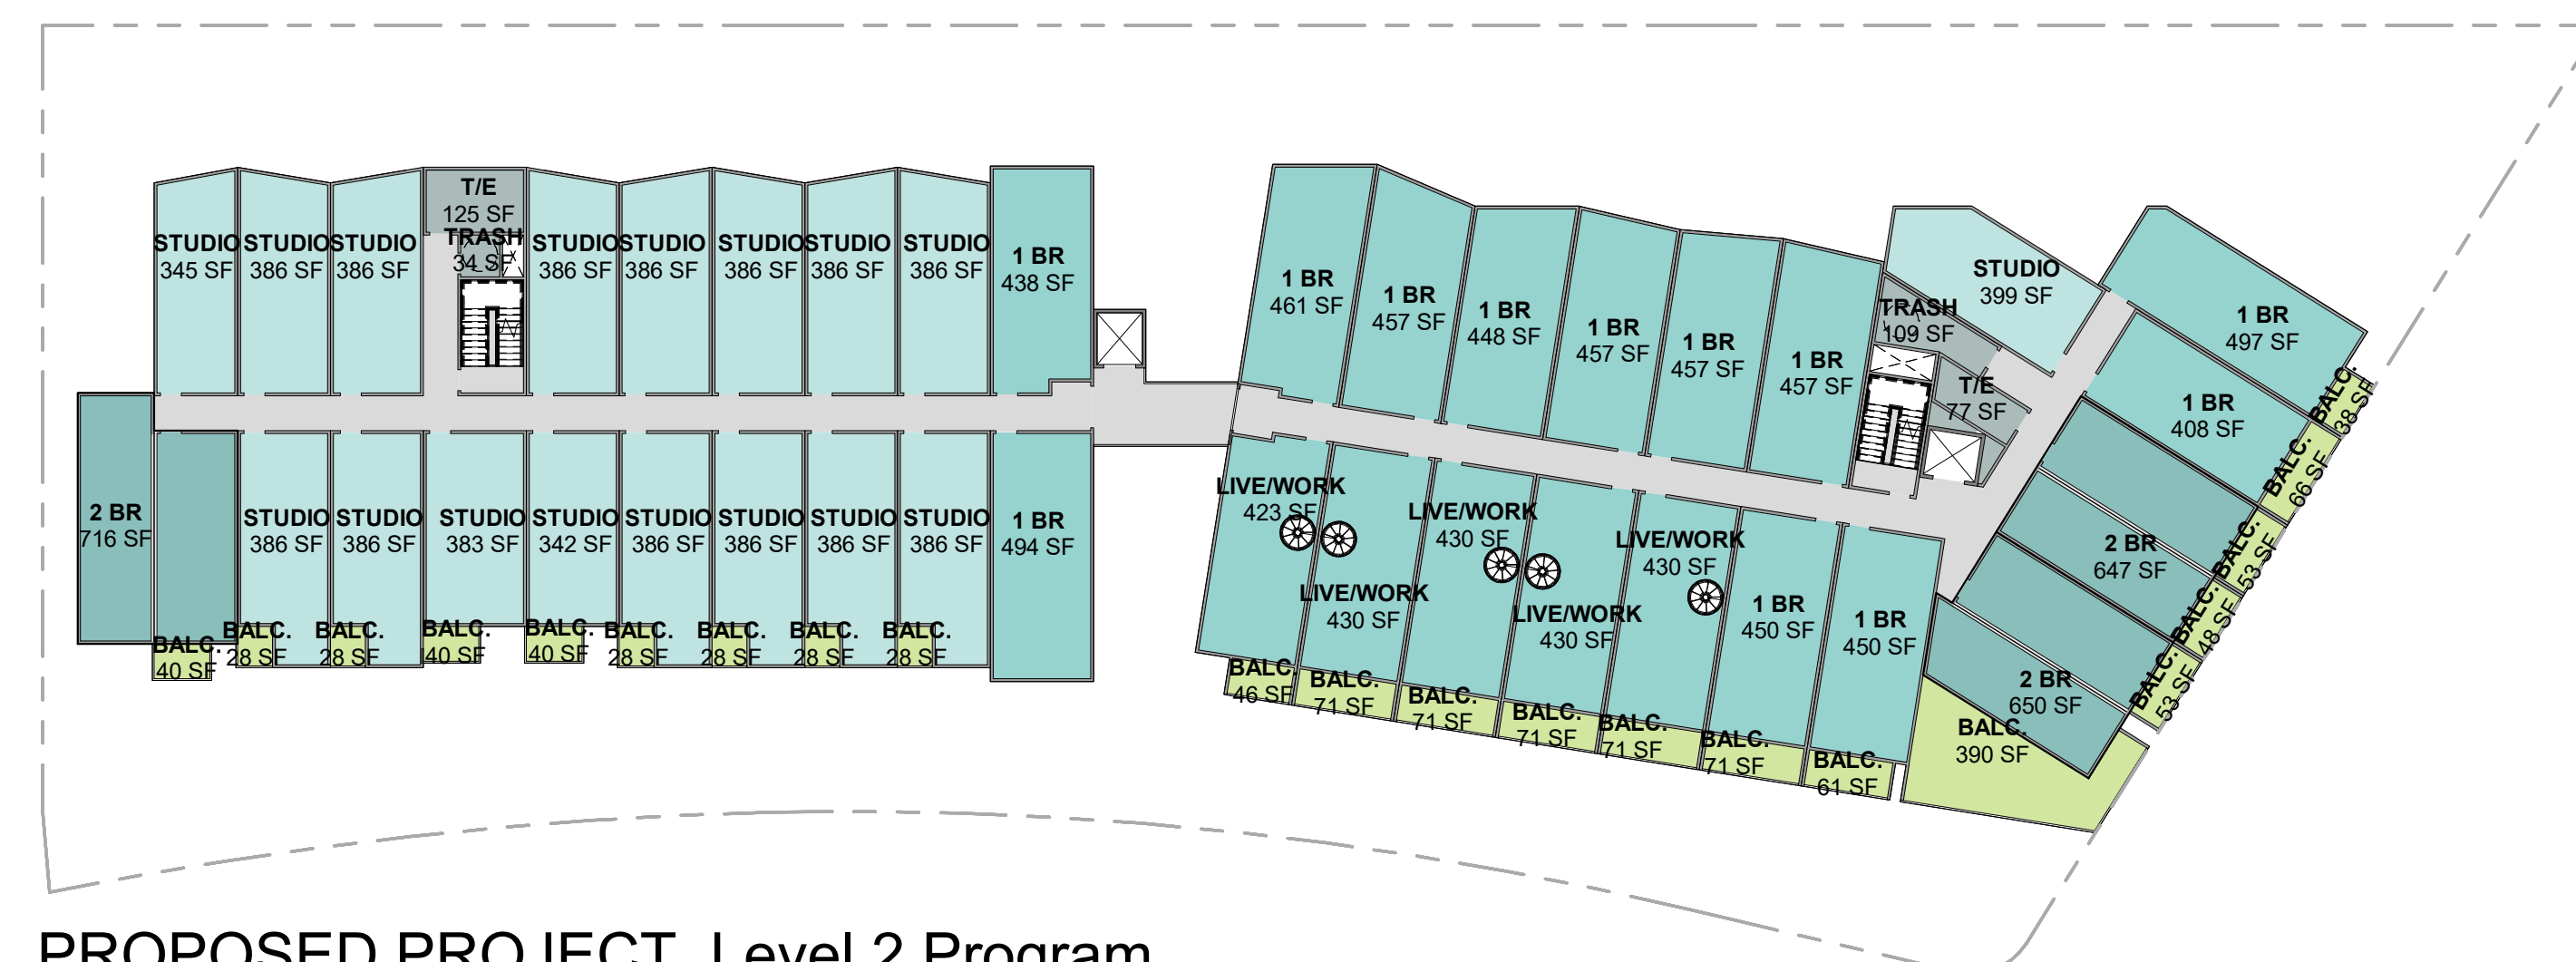 T/E
125 SF
TRASH
34 SF
STUDIO
345 SF
STUDIO
386 SF
STUDIO
386 SF
STUDIO
386 SF
STUDIO
386 SF
STUDIO
386 SF
STUDIO
386 SF
STUDIO
386 SF
1 BR
438 SF
2 BR
716 SF
STUDIO
386 SF
STUDIO
386 SF
STUDIO
383 SF
STUDIO
342 SF
STUDIO
386 SF
STUDIO
386 SF
STUDIO
386 SF
STUDIO
386 SF
1 BR
494 SF
BALC.
40 SF
BALC.
28 SF
BALC.
28 SF
BALC.
40 SF
BALC.
40 SF
BALC.
28 SF
BALC.
28 SF
BALC.
28 SF
BALC.
28 SF
1 BR
461 SF
1 BR
457 SF
1 BR
448 SF
1 BR
457 SF
1 BR
457 SF
1 BR
457 SF
STUDIO
399 SF
TRASH
109 SF
T/E
77 SF
1 BR
497 SF
1 BR
408 SF
2 BR
647 SF
2 BR
650 SF
BALC.
38 SF
BALC.
66 SF
BALC.
53 SF
BALC.
48 SF
BALC.
53 SF
BALC.
390 SF
LIVE/WORK
423 SF
LIVE/WORK
430 SF
LIVE/WORK
430 SF
LIVE/WORK
430 SF
LIVE/WORK
430 SF
1 BR
450 SF
1 BR
450 SF
BALC.
46 SF
BALC.
71 SF
BALC.
71 SF
BALC.
71 SF
BALC.
71 SF
BALC.
71 SF
BALC.
61 SF
PROPOSED PROJECT Level 2 Program